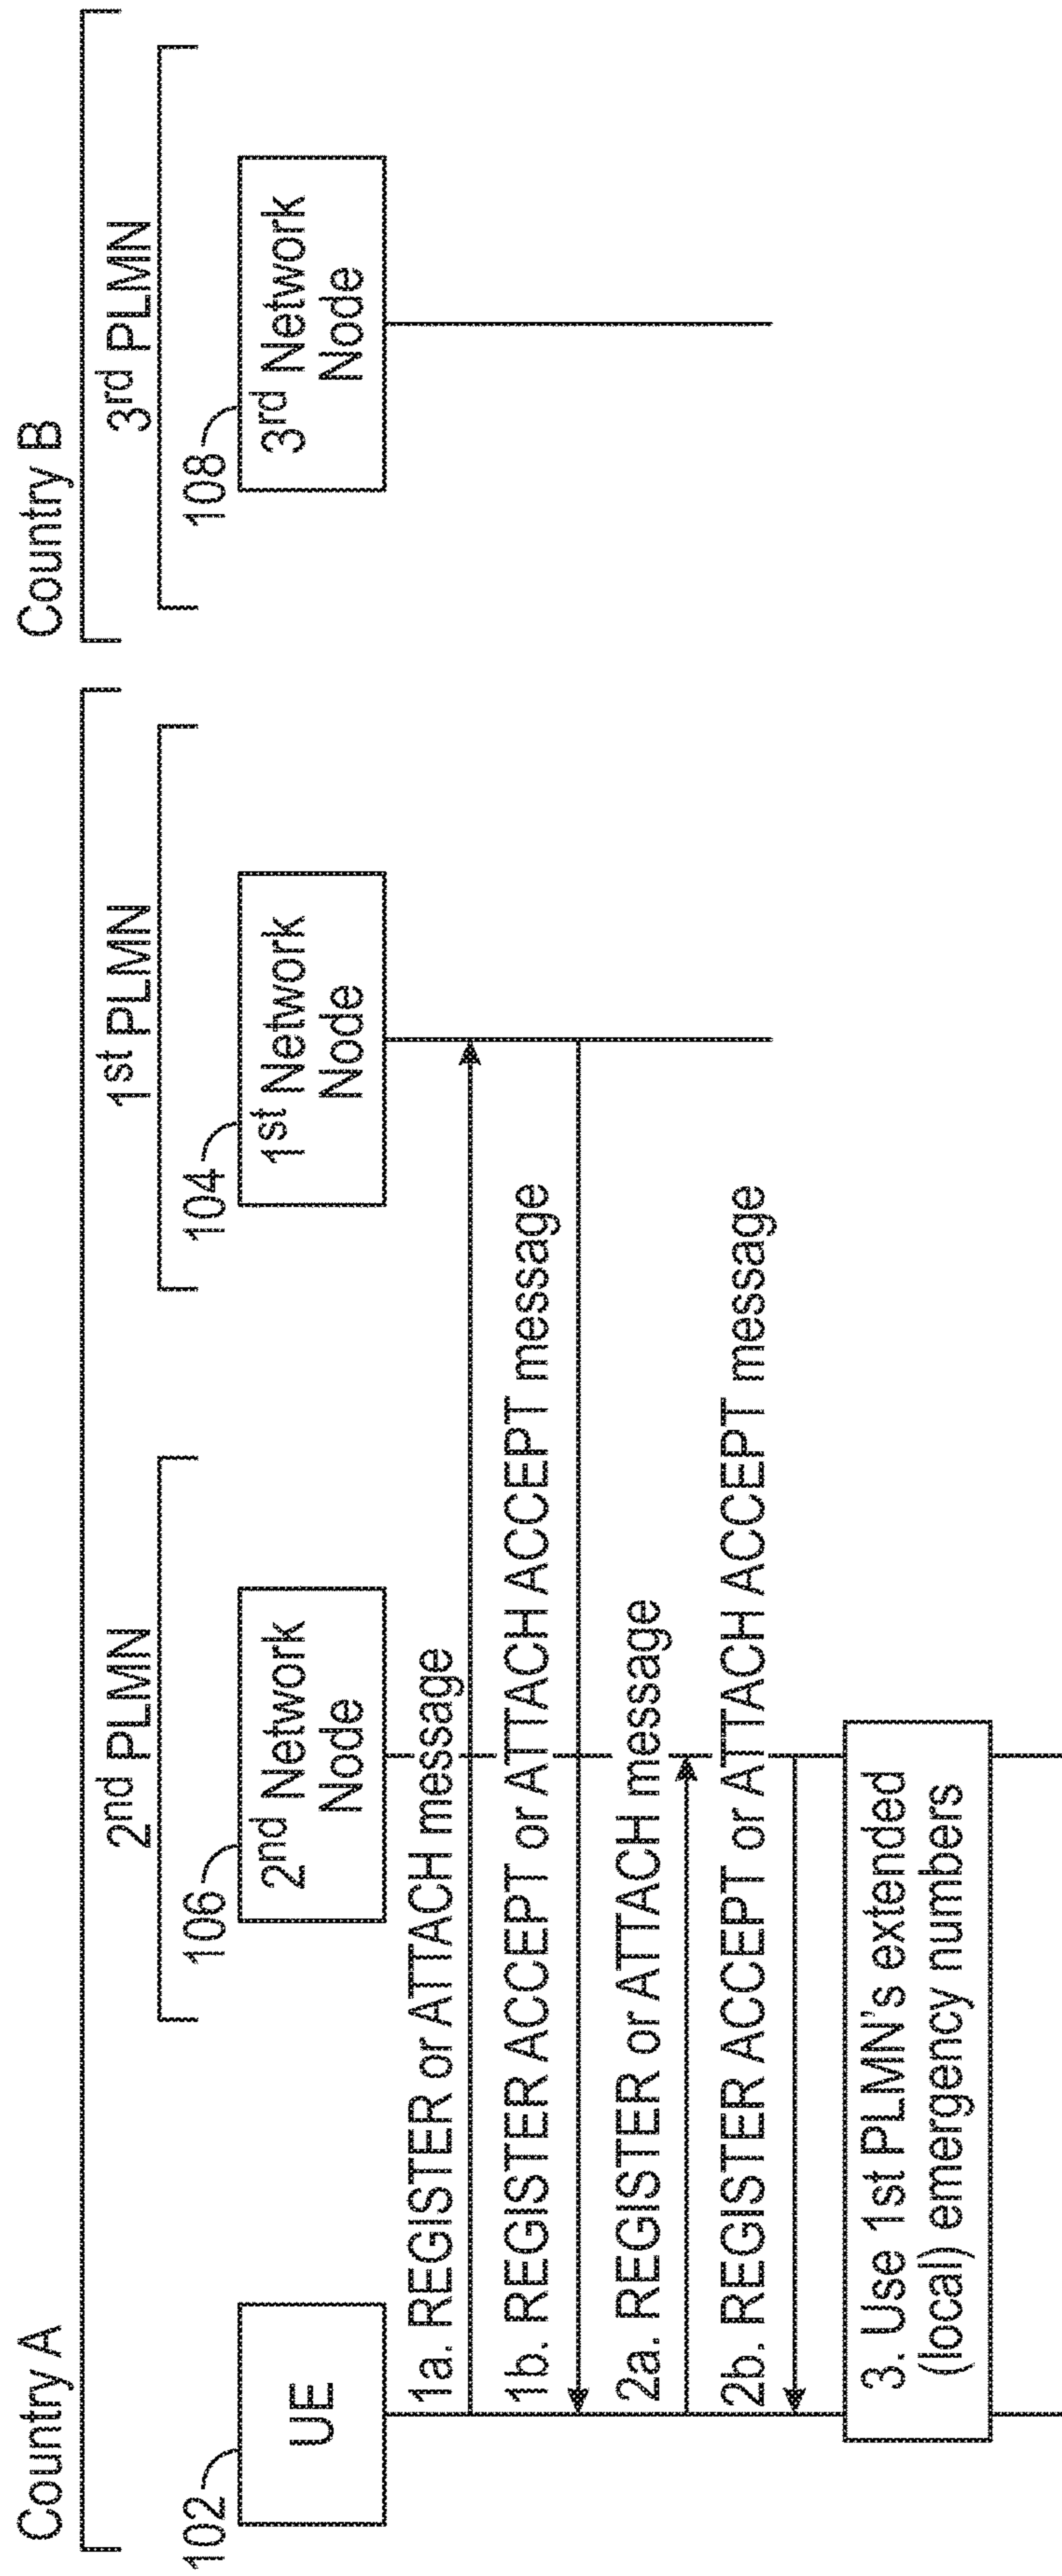 Country A
Country B
2nd PLMN
1st PLMN
3rd PLMN
102
106
104
108
UE
2nd Network
Node
1st Network
Node
3rd Network
Node
1a. REGISTER or ATTACH message
1b. REGISTER ACCEPT or ATTACH ACCEPT message
2a. REGISTER or ATTACH message
2b. REGISTER ACCEPT or ATTACH ACCEPT message
3. Use 1st PLMN's extended
(local) emergency numbers